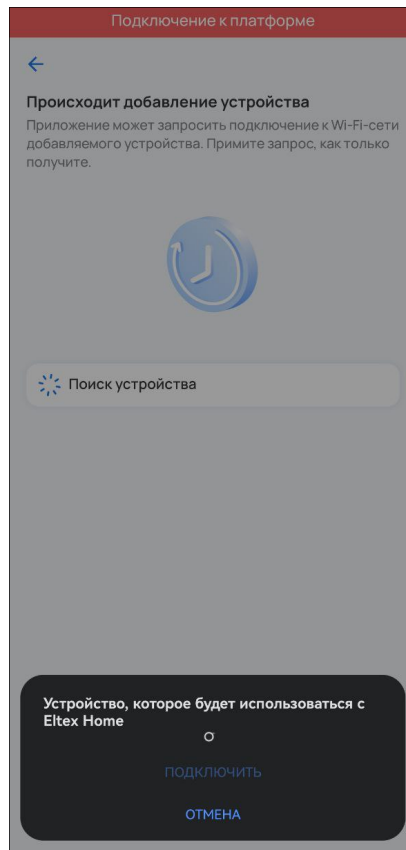 Подключение к платформе
Происходит добавление устройства
Приложение может запросить подключение к Wi-Fi-сети
добавляемого устройства. Примите запрос, как только
получите.
Поиск устройства
Устройство, которое будет использоваться с
Eltex Home
ПОДКЛЮЧИТЬ
ОТМЕНА